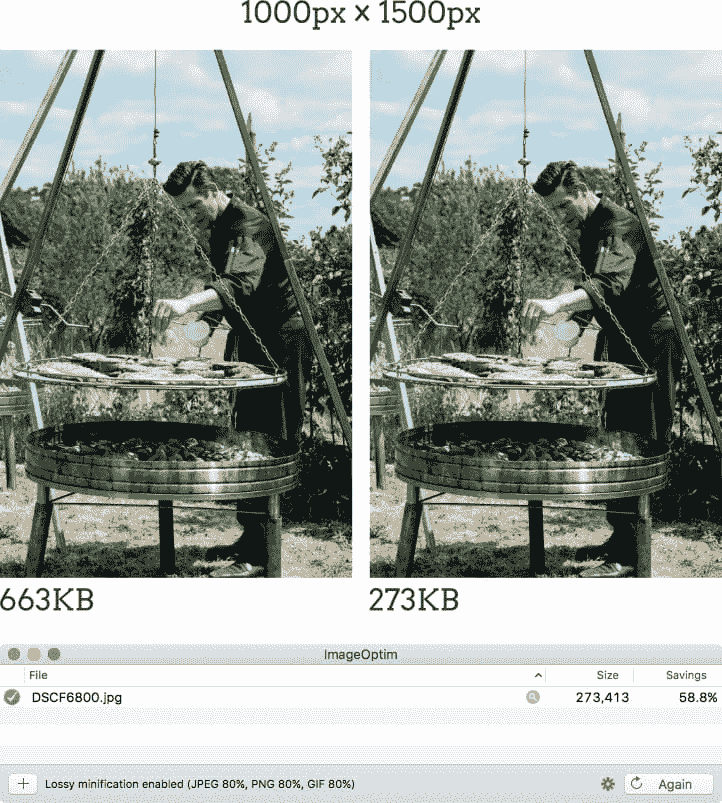 1000px × 1500px
663KB
273KB
ImageOptim
File Size Savings
DSCF6800.jpg 273,413 58.8%
Lossy minification enabled (JPEG 80%, PNG 80%, GIF 80%) Again